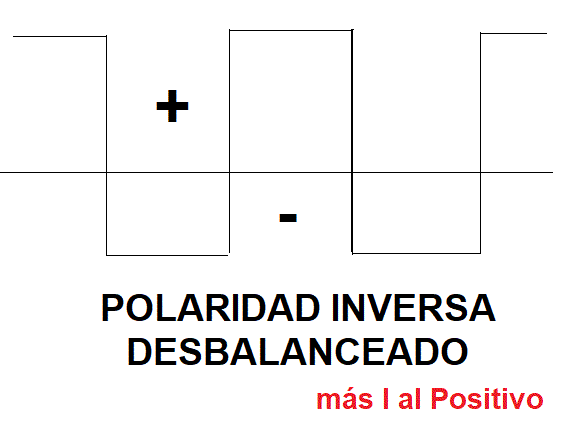 +
-
POLARIDAD INVERSA
DESBALANCEADO
más I al Positivo